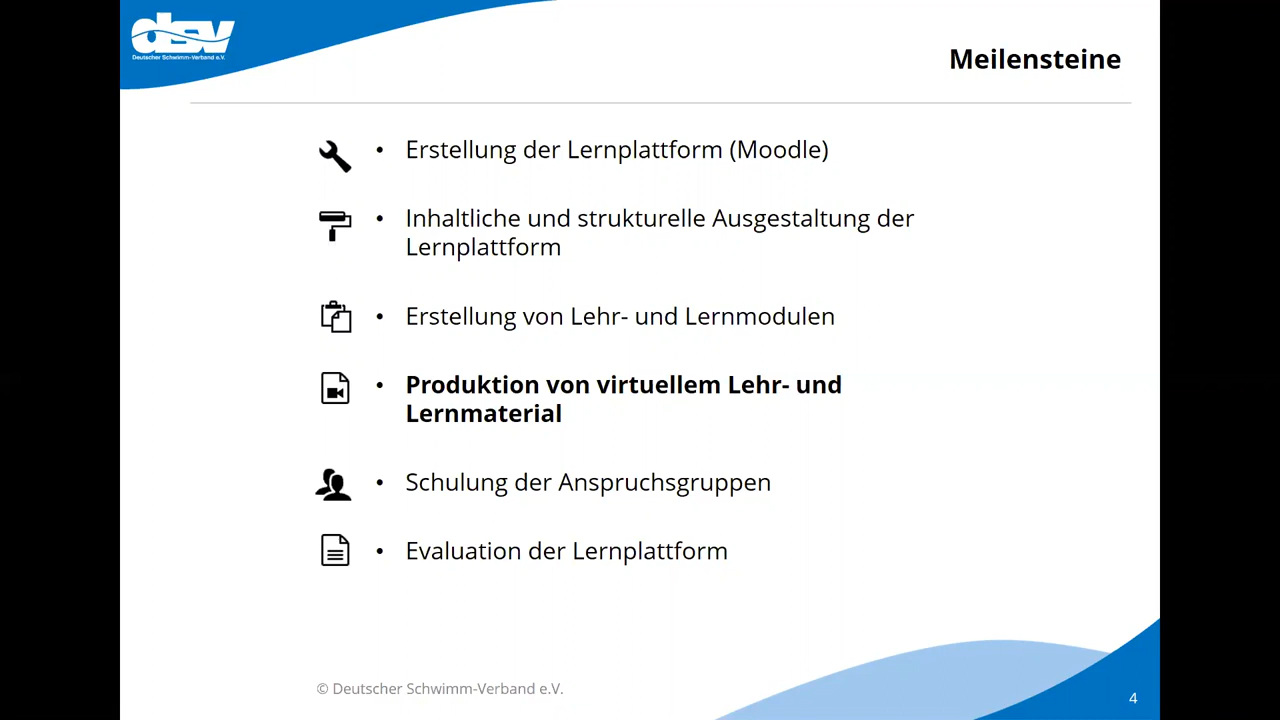 dsv
Deutscher Schwimm-Verband e.V.
Meilensteine
• Erstellung der Lernplattform (Moodle)
• Inhaltliche und strukturelle Ausgestaltung der
Lernplattform
• Erstellung von Lehr- und Lernmodulen
• Produktion von virtuellem Lehr- und
Lernmaterial
• Schulung der Anspruchsgruppen
• Evaluation der Lernplattform
© Deutscher Schwimm-Verband e.V.
4